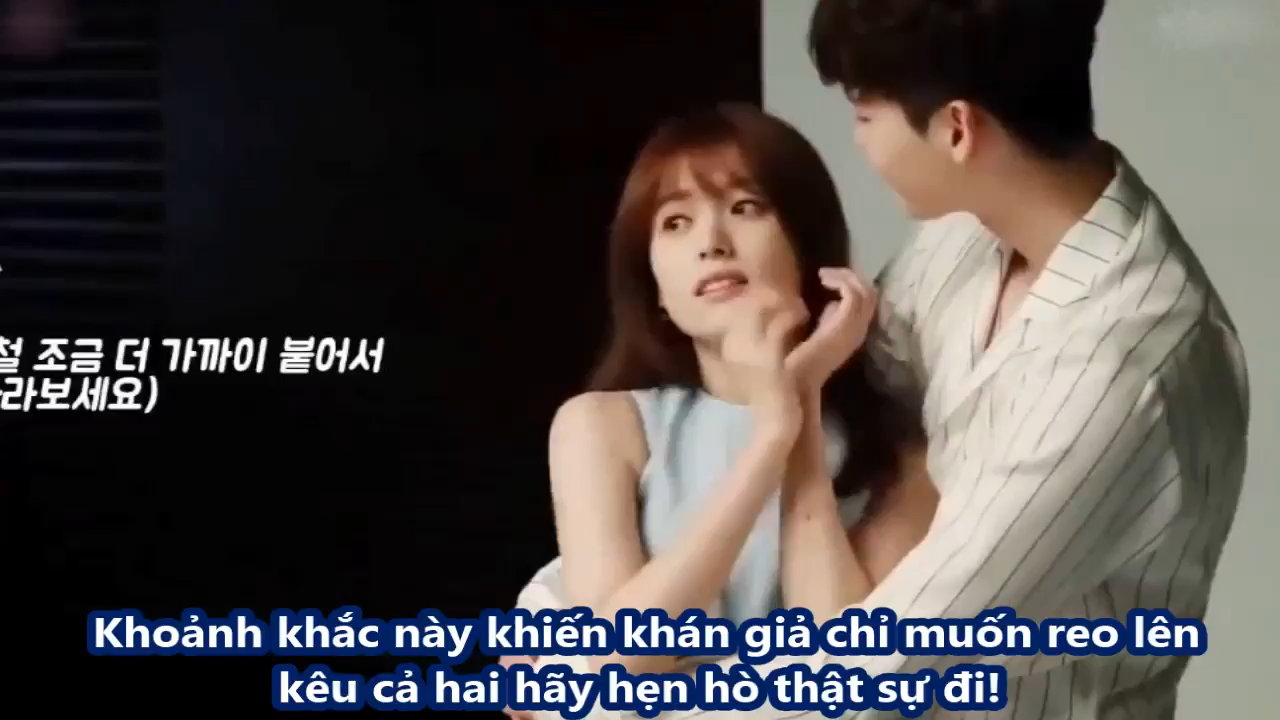 철 조금 더 가까이 붙어서
라보세요)
Khoảnh khắc này khiến khán giả chỉ muốn reo lên
kêu cả hai hãy hẹn hò thật sự đi!